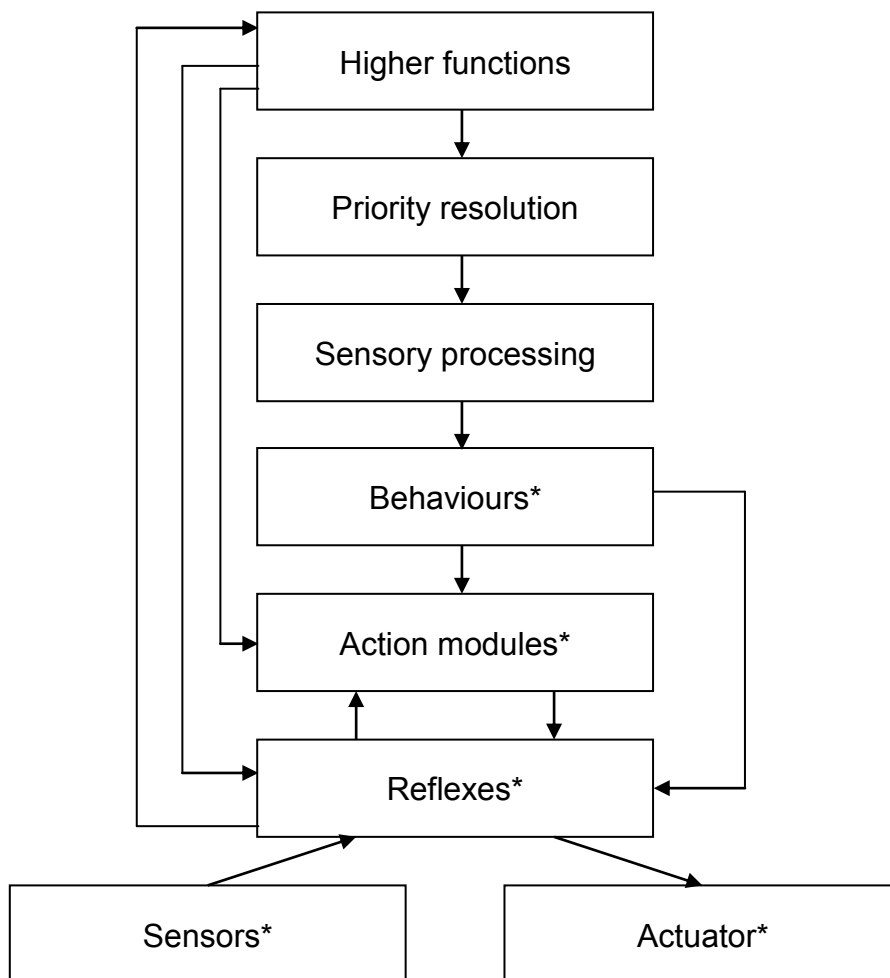 Higher functions
Priority resolution
Sensory processing
Behaviours*
Action modules*
Reflexes*
Sensors*
Actuator*